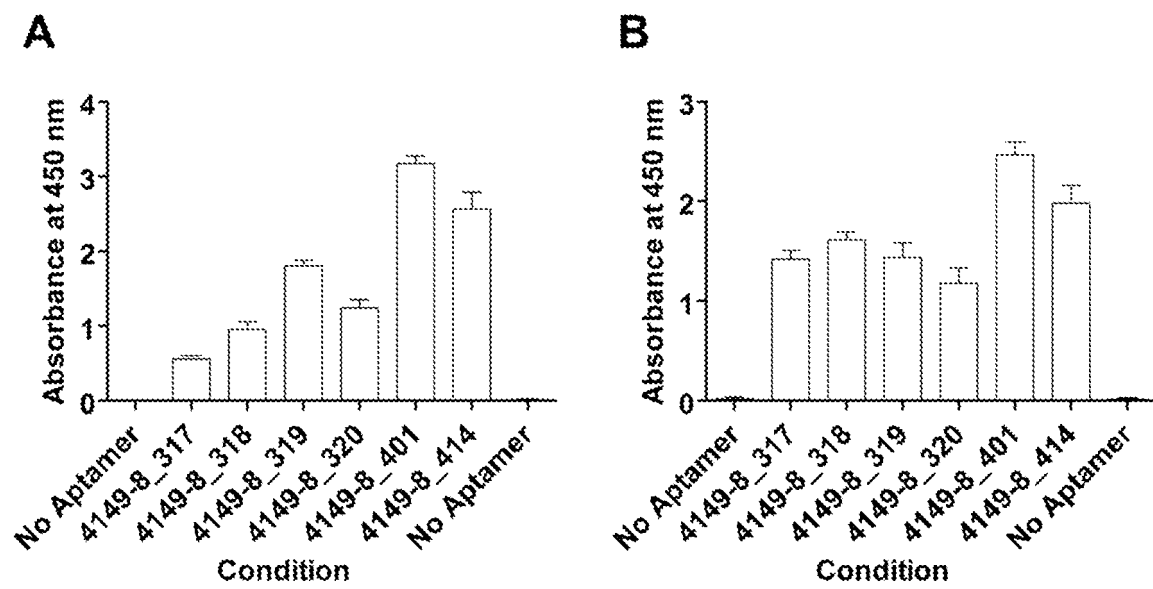 A
Absorbance at 450 nm
4
3
2
1
0
No Aptamer
4149-8_317
4149-8_318
4149-8_319
4149-8_320
4149-8_401
4149-8_414
No Aptamer
Condition
B
Absorbance at 450 nm
3
2
1
0
No Aptamer
4149-8_317
4149-8_318
4149-8_319
4149-8_320
4149-8_401
4149-8_414
No Aptamer
Condition